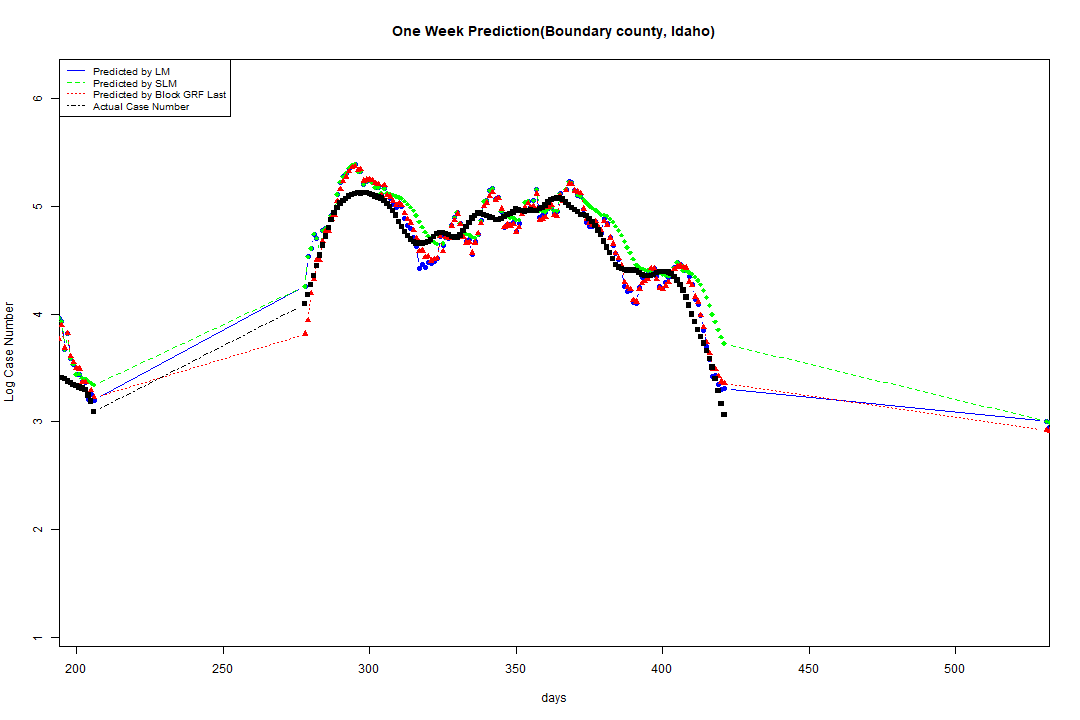 One Week Prediction(Boundary county, Idaho)
Predicted by LM
Predicted by SLM
Predicted by Block GRF Last
Actual Case Number
6
5
4
3
2
1
Log Case Number
200 250 300 350 400 450 500
days